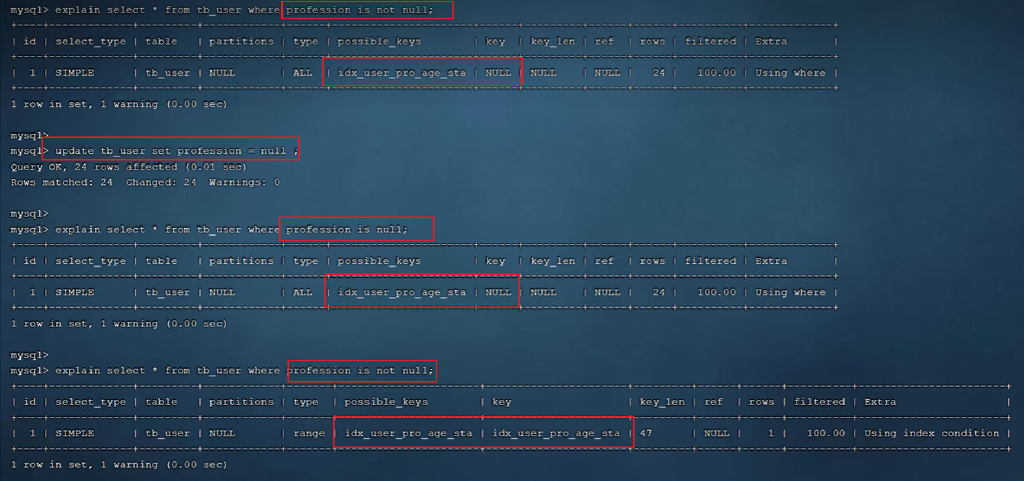 mysql> explain select * from tb_user where profession is not null;
+----+-------------+---------+------------+------+----------------------+------+---------+------+------+----------+-------------+
| id | select_type | table | partitions | type | possible_keys | key | key_len | ref | rows | filtered | Extra |
+----+-------------+---------+------------+------+----------------------+------+---------+------+------+----------+-------------+
| 1 | SIMPLE | tb_user | NULL | ALL | idx_user_pro_age_sta | NULL | NULL | NULL | 24 | 100.00 | Using where |
+----+-------------+---------+------------+------+----------------------+------+---------+------+------+----------+-------------+
1 row in set, 1 warning (0.00 sec)
mysql>
mysql> update tb_user set profession = null ;
Query OK, 24 rows affected (0.01 sec)
Rows matched: 24 Changed: 24 Warnings: 0
mysql>
mysql> explain select * from tb_user where profession is null;
+----+-------------+---------+------------+------+----------------------+------+---------+------+------+----------+-------------+
| id | select_type | table | partitions | type | possible_keys | key | key_len | ref | rows | filtered | Extra |
+----+-------------+---------+------------+------+----------------------+------+---------+------+------+----------+-------------+
| 1 | SIMPLE | tb_user | NULL | ALL | idx_user_pro_age_sta | NULL | NULL | NULL | 24 | 100.00 | Using where |
+----+-------------+---------+------------+------+----------------------+------+---------+------+------+----------+-------------+
1 row in set, 1 warning (0.00 sec)
mysql>
mysql> explain select * from tb_user where profession is not null;
+----+-------------+---------+------------+-------+----------------------+----------------------+---------+------+------+----------+-----------------------+
| id | select_type | table | partitions | type | possible_keys | key | key_len | ref | rows | filtered | Extra |
+----+-------------+---------+------------+-------+----------------------+----------------------+---------+------+------+----------+-----------------------+
| 1 | SIMPLE | tb_user | NULL | range | idx_user_pro_age_sta | idx_user_pro_age_sta | 47 | NULL | 1 | 100.00 | Using index condition |
+----+-------------+---------+------------+-------+----------------------+----------------------+---------+------+------+----------+-----------------------+
1 row in set, 1 warning (0.00 sec)